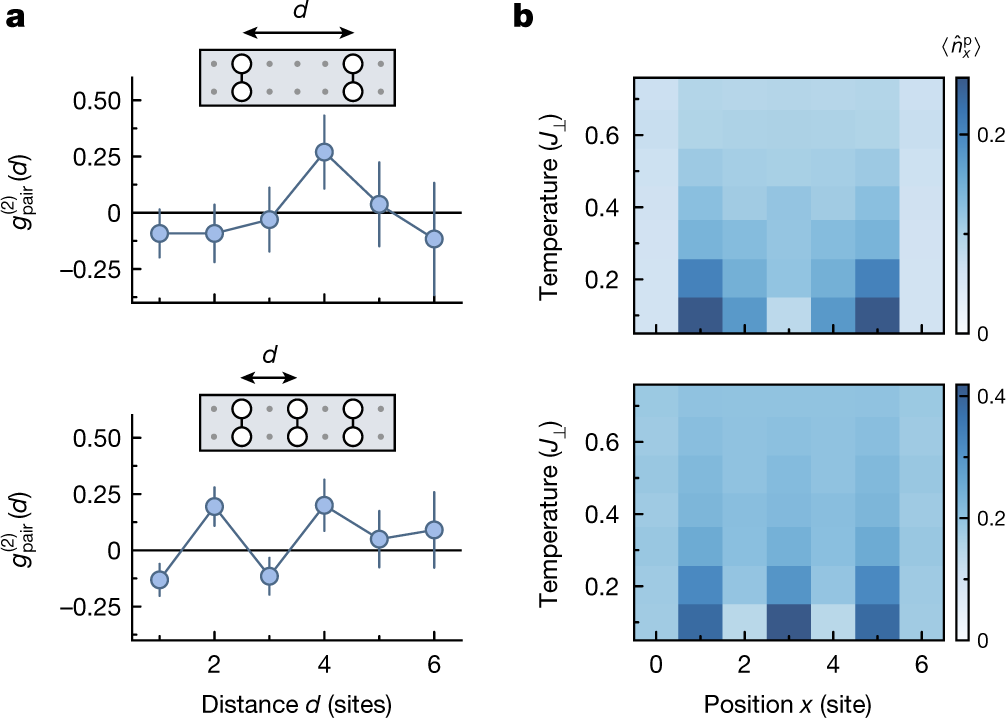 a
d
0.50
0.25
0
−0.25
g(2)pair(d)
d
0.50
0.25
0
−0.25
g(2)pair(d)
2 4 6
Distance d (sites)
b
⟨n̂ᵖₓ⟩
0.6
0.4
0.2
Temperature (J⊥)
0.2
0
0.6
0.4
0.2
Temperature (J⊥)
0.4
0.2
0
0 2 4 6
Position x (site)